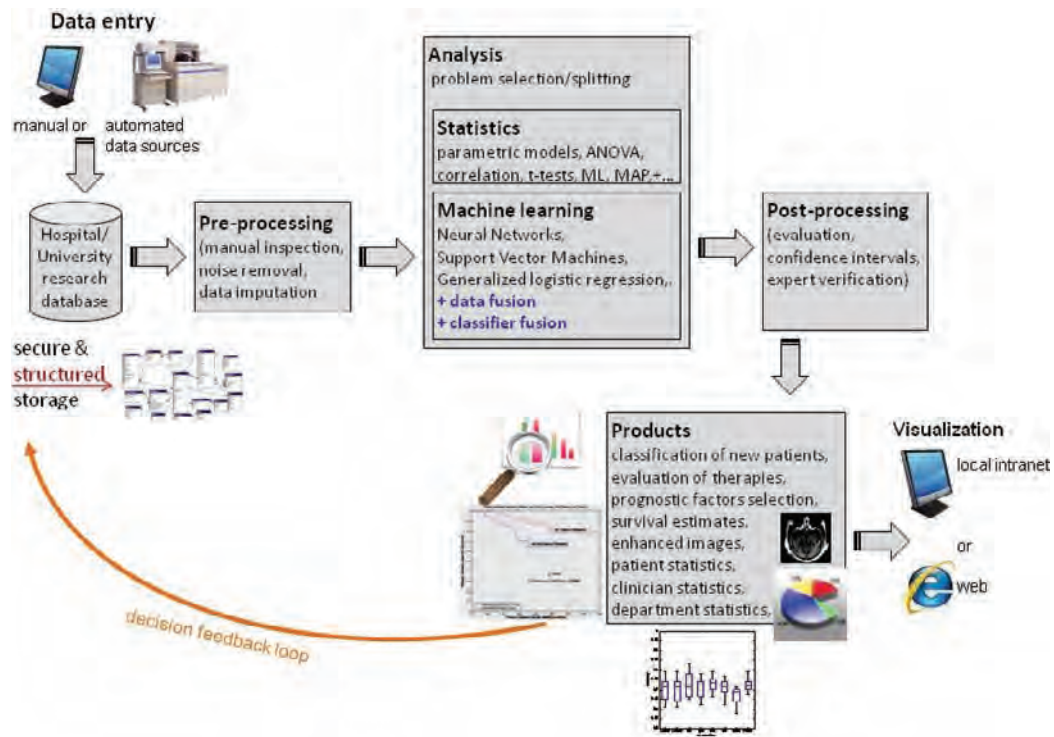 Data entry
manual or
automated
data sources
Hospital/
University
research
database
secure &
structured
storage
Pre-processing
(manual inspection,
noise removal,
data imputation
Analysis
problem selection/splitting
Statistics
parametric models, ANOVA,
correlation, t-tests, ML, MAP,+...
Machine learning
Neural Networks,
Support Vector Machines,
Generalized logistic regression,.
+ data fusion
+ classifier fusion
Post-processing
(evaluation,
confidence intervals,
expert verification)
Products
classification of new patients,
evaluation of therapies,
prognostic factors selection,
survival estimates,
enhanced images,
patient statistics,
clinician statistics,
department statistics,
Visualization
local intranet
or
web
decision feedback loop